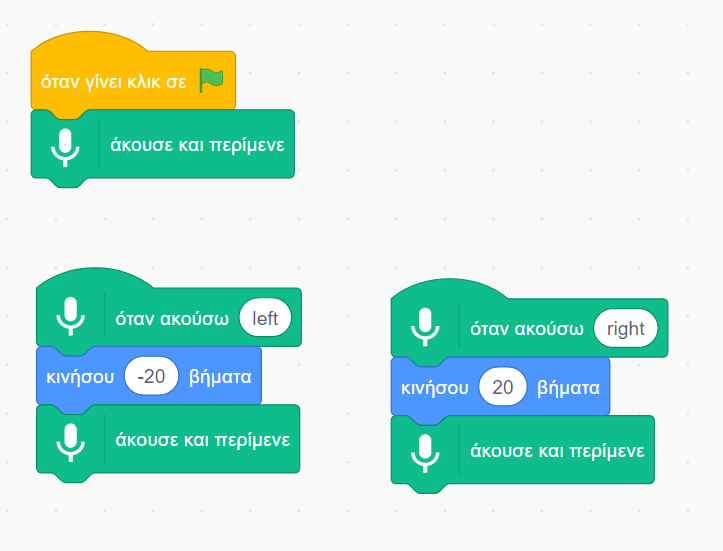 όταν γίνει κλικ σε
άκουσε και περίμενε
όταν ακούσω left
κινήσου -20 βήματα
άκουσε και περίμενε
όταν ακούσω right
κινήσου 20 βήματα
άκουσε και περίμενε